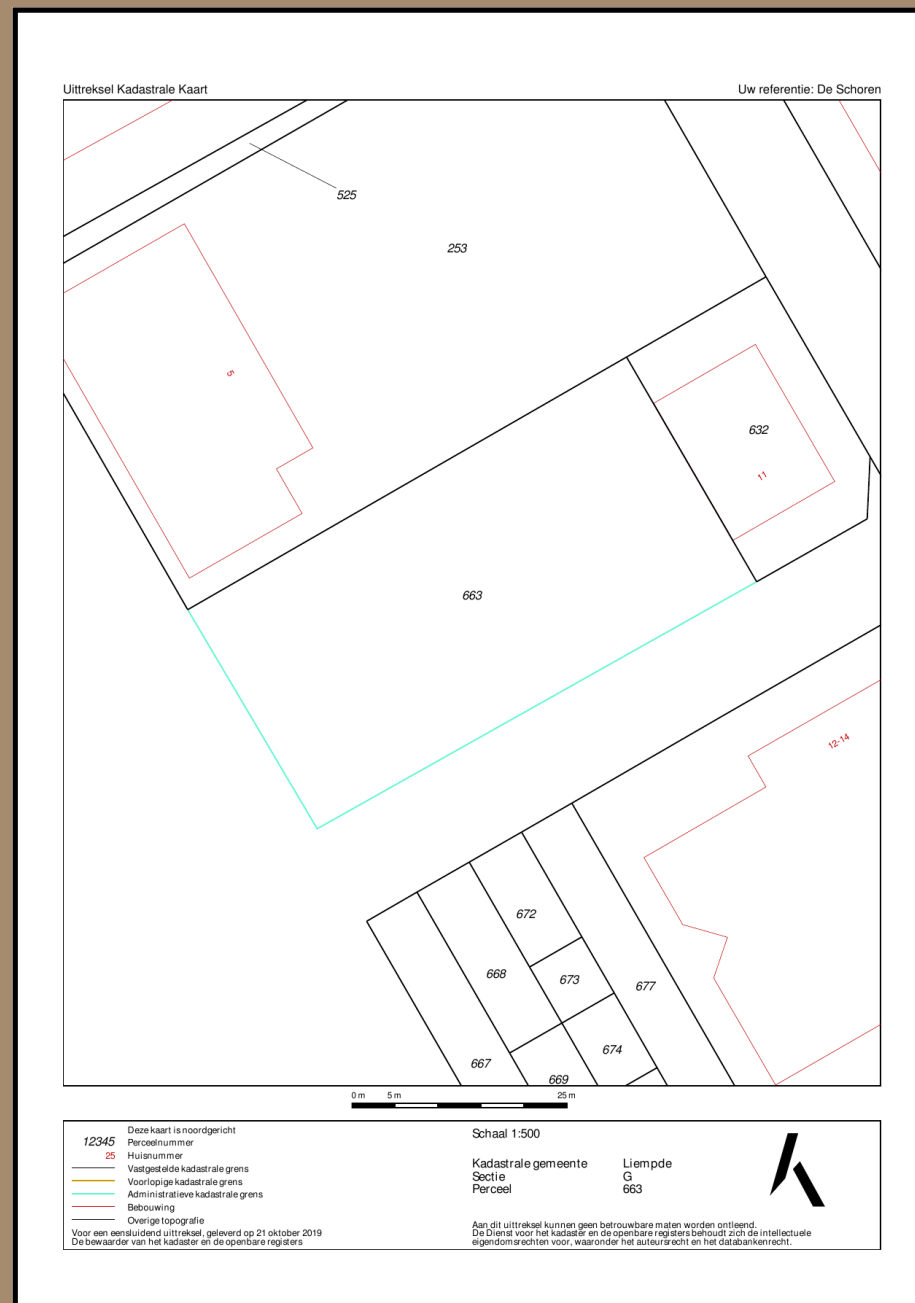 Uittreksel Kadastrale Kaart
Uw referentie: De Schoren
525
253
5
632
11
663
12-14
672
668
673
677
674
667
669
0 m 5 m 25 m
Deze kaart is noordgericht
12345 Perceelnummer
25 Huisnummer
Vastgestelde kadastrale grens
Voorlopige kadastrale grens
Administratieve kadastrale grens
Bebouwing
Overige topografie
Voor een eensluidend uittreksel, geleverd op 21 oktober 2019
De bewaarder van het kadaster en de openbare registers
Schaal 1:500
Kadastrale gemeente Liempde
Sectie G
Perceel 663
Aan dit uittreksel kunnen geen betrouwbare maten worden ontleend.
De Dienst voor het kadaster en de openbare registers behoudt zich de intellectuele
eigendomsrechten voor, waaronder het auteursrecht en het databankenrecht.